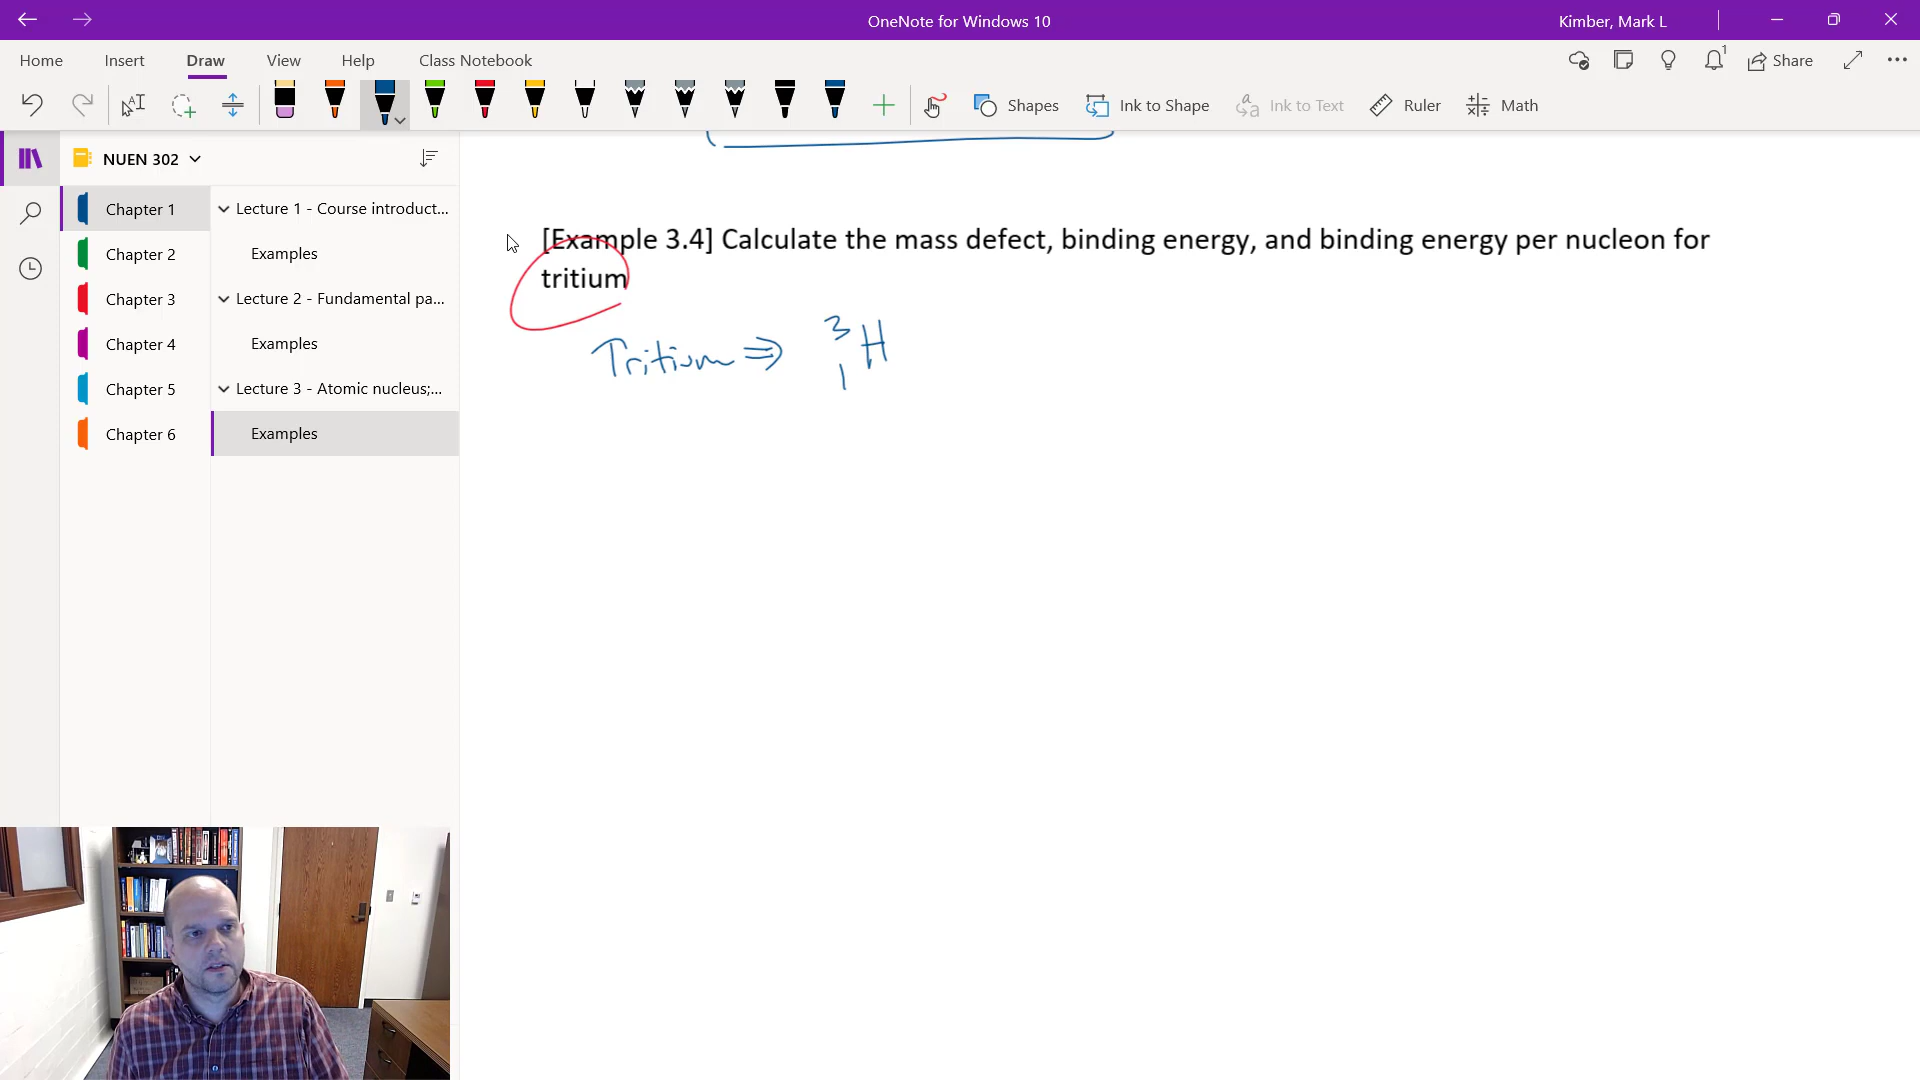 OneNote for Windows 10
Kimber, Mark L
Home Insert Draw View Help Class Notebook
1
Share
Shapes Ink to Shape Ink to Text Ruler Math
NUEN 302
Chapter 1
Chapter 2
Chapter 3
Chapter 4
Chapter 5
Chapter 6
Lecture 1 - Course introduct...
Examples
Lecture 2 - Fundamental pa...
Examples
Lecture 3 - Atomic nucleus;...
Examples
[Example 3.4] Calculate the mass defect, binding energy, and binding energy per nucleon for
tritium
Tritium ⇒ ³₁H